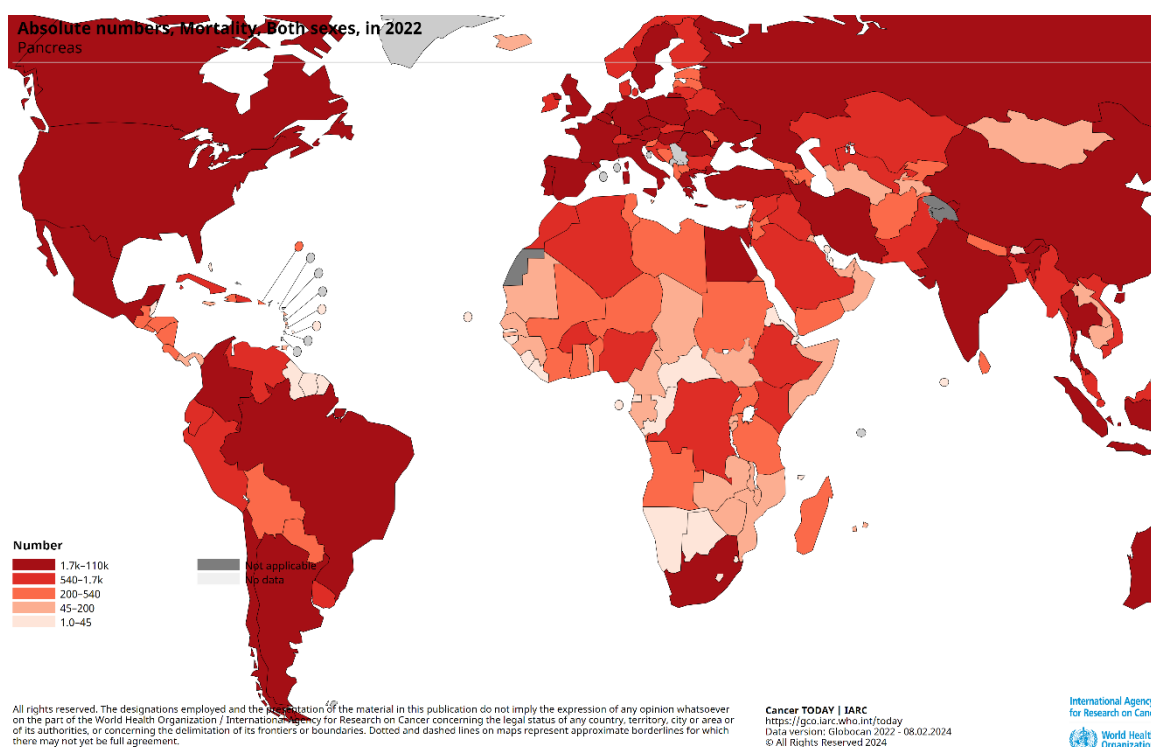 Absolute numbers, Mortality, Both sexes, in 2022
Pancreas
Number
1.7k–110k
540–1.7k
200–540
45–200
1.0–45
Not applicable
No data
All rights reserved. The designations employed and the presentation of the material in this publication do not imply the expression of any opinion whatsoever
on the part of the World Health Organization / International Agency for Research on Cancer concerning the legal status of any country, territory, city or area or
of its authorities, or concerning the delimitation of its frontiers or boundaries. Dotted and dashed lines on maps represent approximate borderlines for which
there may not yet be full agreement.
Cancer TODAY | IARC
https://gco.iarc.who.int/today
Data version: Globocan 2022 - 08.02.2024
© All Rights Reserved 2024
International Agency
for Research on Canc
World Health
Organization